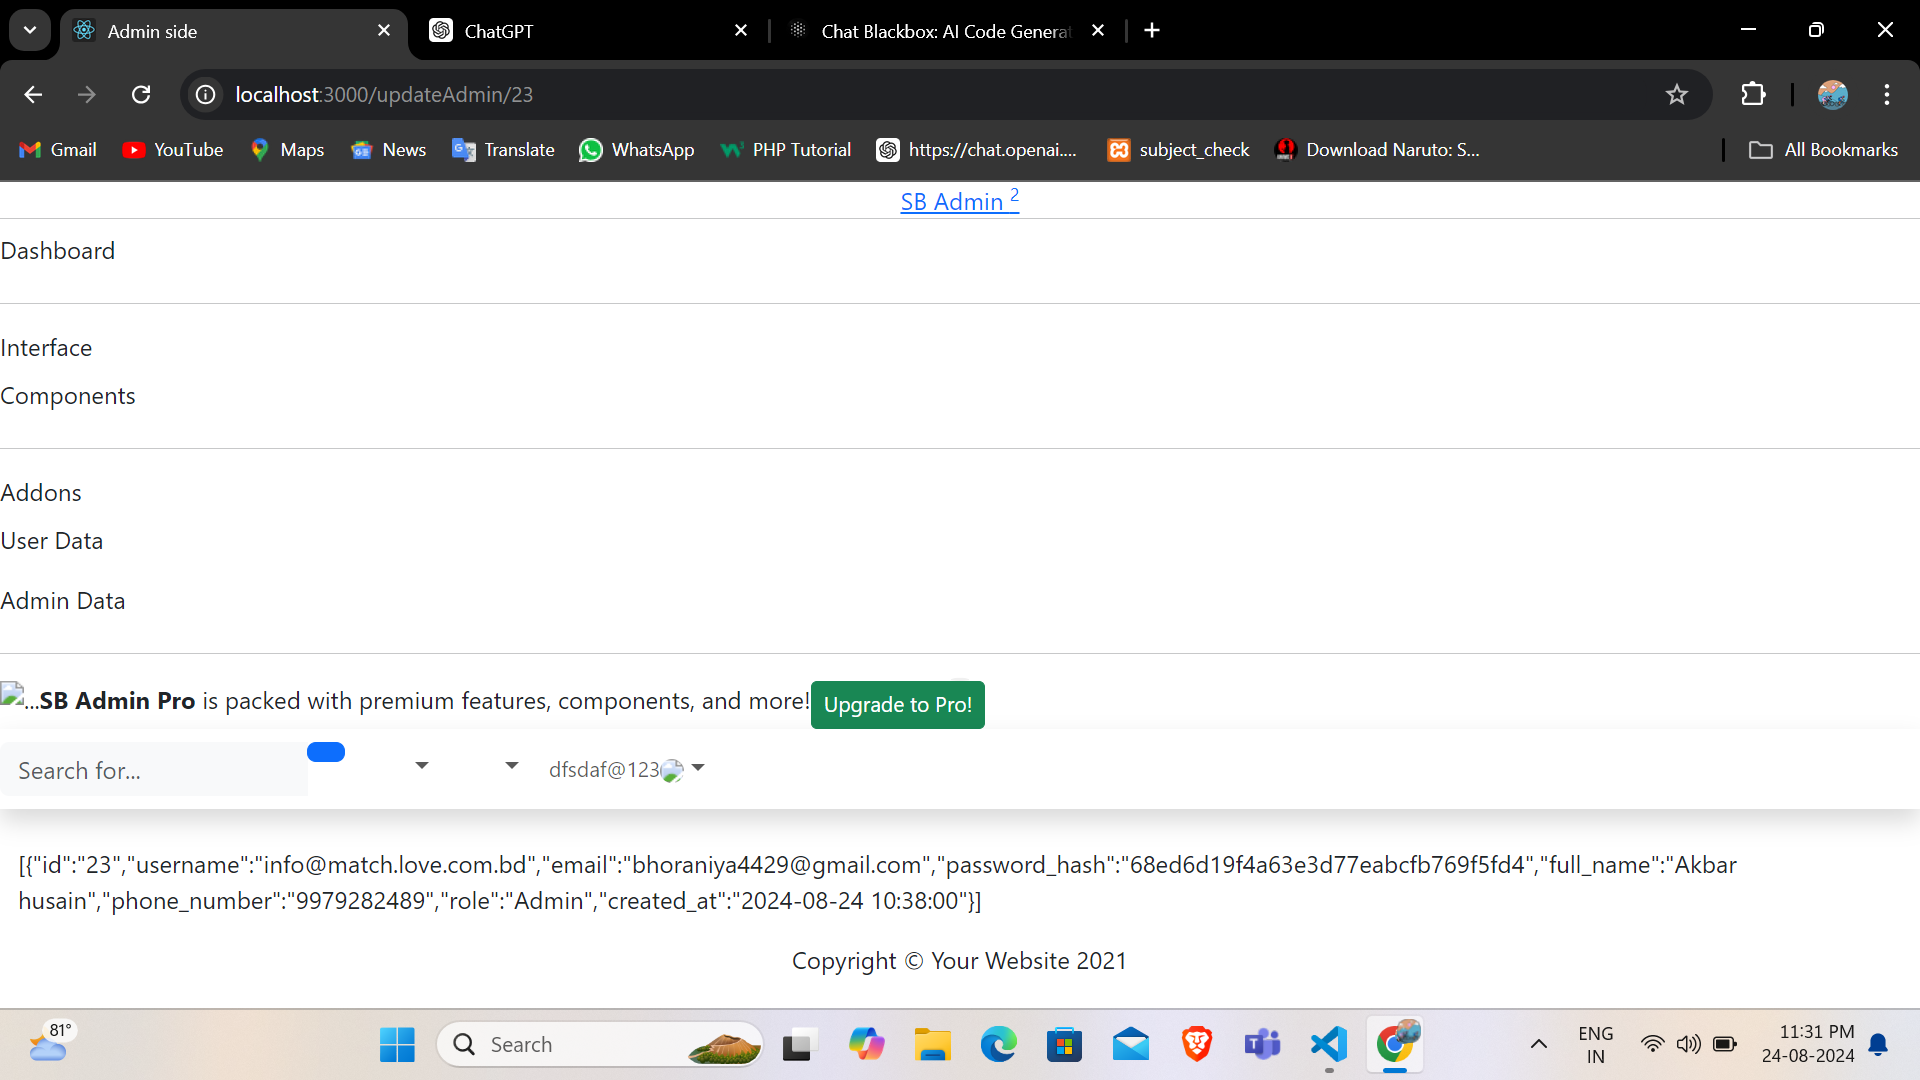 Admin side
ChatGPT
Chat Blackbox: AI Code Generat
localhost:3000/updateAdmin/23
Gmail
YouTube
Maps
News
Translate
WhatsApp
PHP Tutorial
https://chat.openai....
subject_check
Download Naruto: S...
All Bookmarks
SB Admin 2
Dashboard
Interface
Components
Addons
User Data
Admin Data
...SB Admin Pro is packed with premium features, components, and more! Upgrade to Pro!
Search for...
dfsdaf@123
[{"id":"23","username":"info@match.love.com.bd","email":"bhoraniya4429@gmail.com","password_hash":"68ed6d19f4a63e3d77eabcfb769f5fd4","full_name":"Akbar
husain","phone_number":"9979282489","role":"Admin","created_at":"2024-08-24 10:38:00"}]
Copyright © Your Website 2021
81°
Search
ENG
IN
11:31 PM
24-08-2024